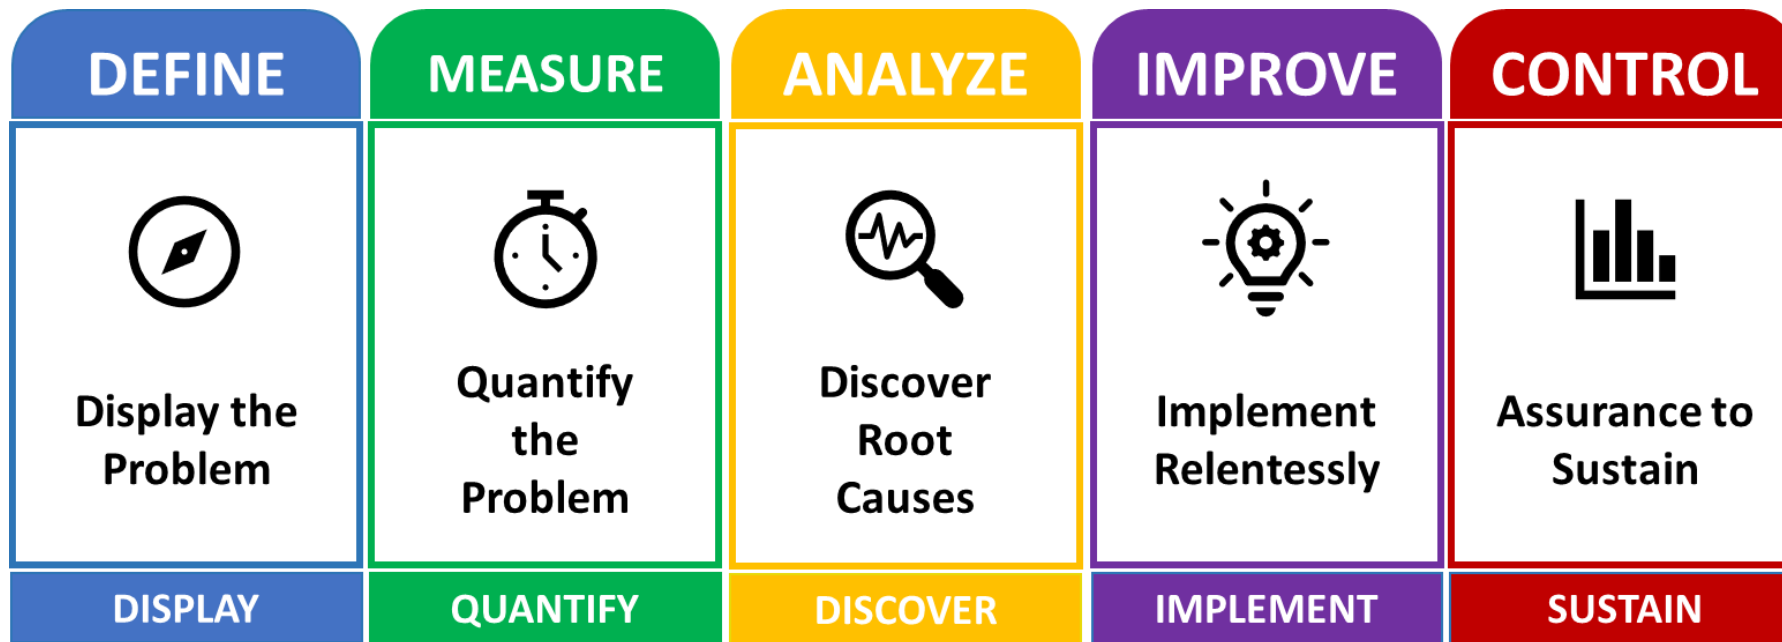 DEFINE
MEASURE
ANALYZE
IMPROVE
CONTROL
Display the
Problem
Quantify
the
Problem
Discover
Root
Causes
Implement
Relentessly
Assurance to
Sustain
DISPLAY
QUANTIFY
DISCOVER
IMPLEMENT
SUSTAIN